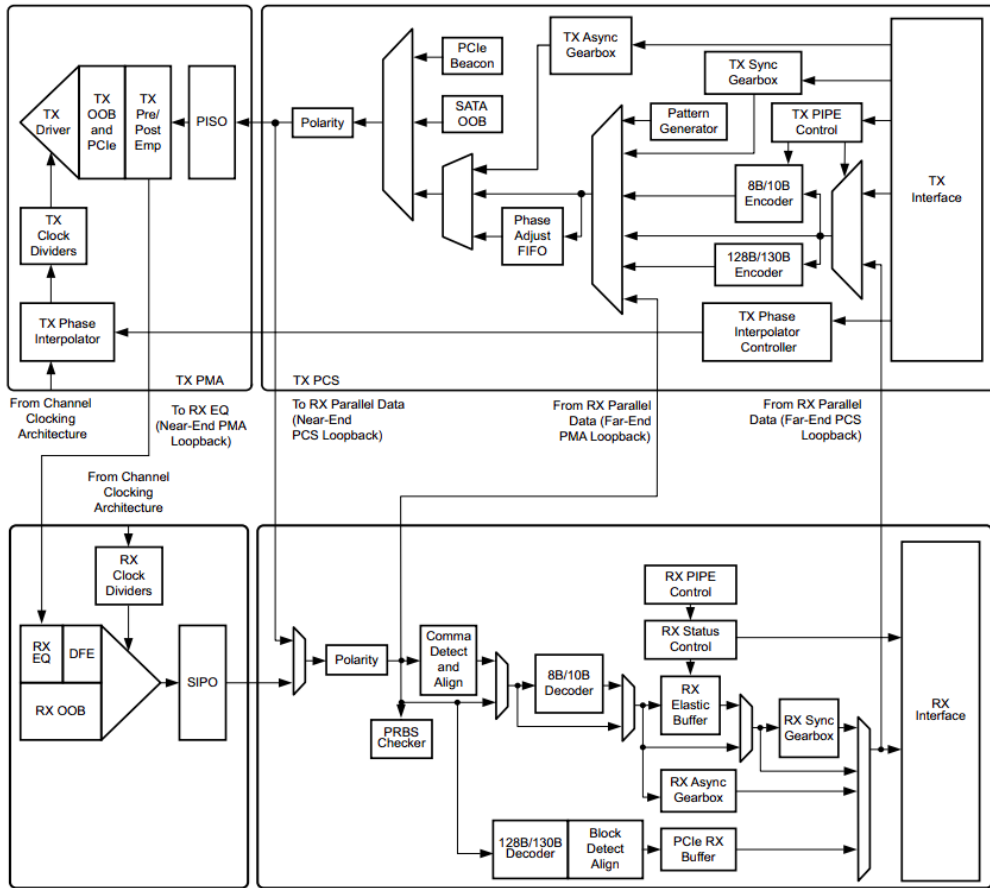 TX
Driver
TX
OOB
and
PCIe
TX
Pre/
Post
Emp
PISO
TX
Clock
Dividers
TX Phase
Interpolator
TX PMA
Polarity
PCIe
Beacon
SATA
OOB
TX Async
Gearbox
TX Sync
Gearbox
Pattern
Generator
TX PIPE
Control
8B/10B
Encoder
Phase
Adjust
FIFO
128B/130B
Encoder
TX Phase
Interpolator
Controller
TX
Interface
TX PCS
From Channel
Clocking
Architecture
To RX EQ
(Near-End PMA
Loopback)
To RX Parallel Data
(Near-End
PCS Loopback)
From RX Parallel
Data (Far-End
PMA Loopback)
From RX Parallel
Data (Far-End PCS
Loopback)
From Channel
Clocking
Architecture
RX
Clock
Dividers
RX
EQ
DFE
RX OOB
SIPO
Polarity
PRBS
Checker
Comma
Detect
and
Align
8B/10B
Decoder
RX PIPE
Control
RX Status
Control
RX
Elastic
Buffer
RX Sync
Gearbox
RX Async
Gearbox
128B/130B
Decoder
Block
Detect
Align
PCIe RX
Buffer
RX
Interface